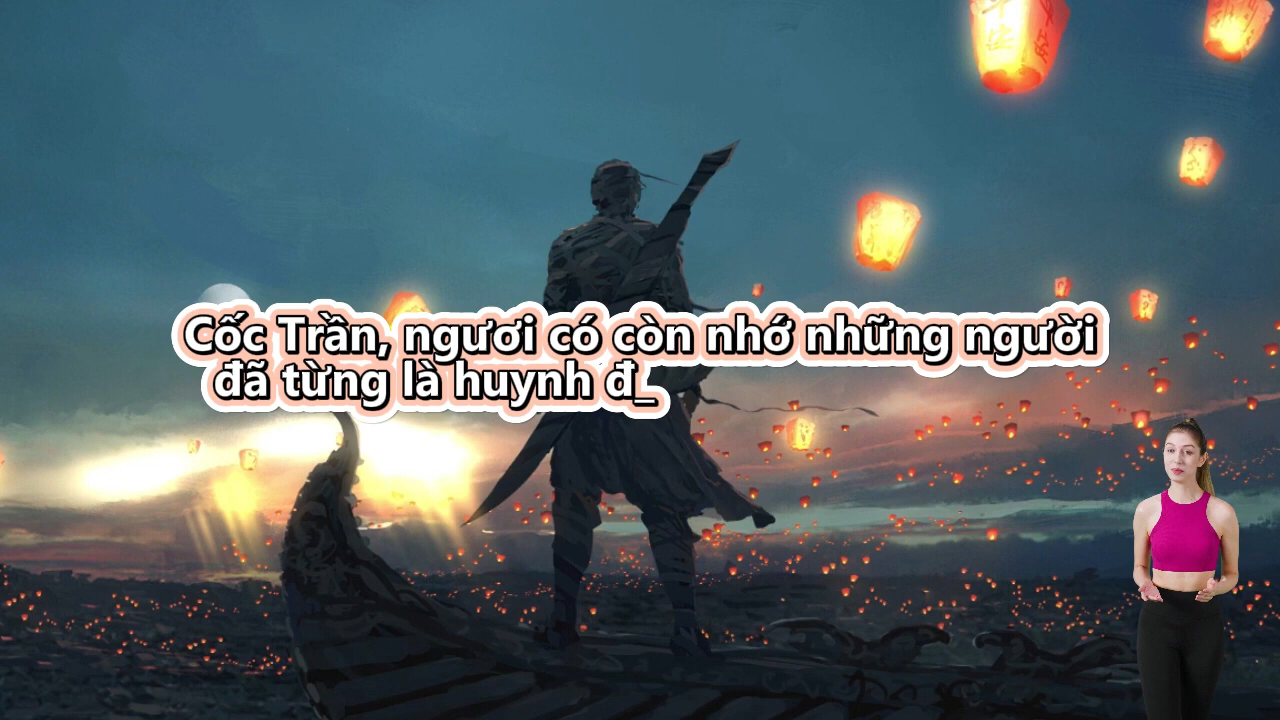 Cốc Trần, ngươi có còn nhớ những người
đã từng là huynh đ_